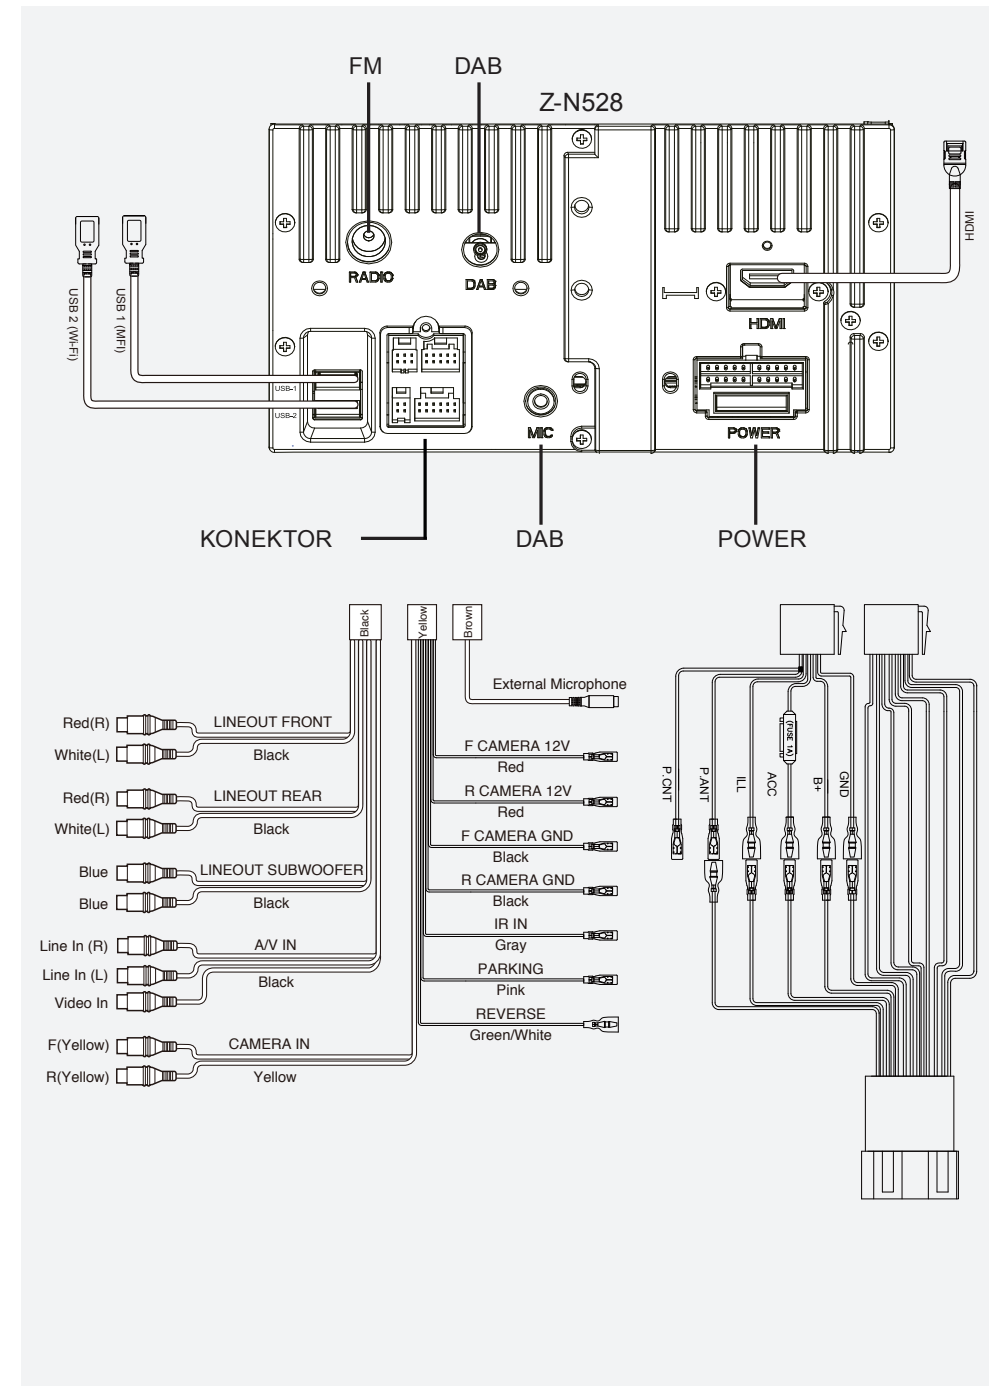 FM
DAB
Z-N528
HDMI
RADIO
DAB
HDMI
USB 2 (Wi-Fi)
USB 1 (MFI)
USB-1
USB-2
MIC
POWER
KONEKTOR
DAB
POWER
Black
Yellow
Brown
External Microphone
Red(R)
LINEOUT FRONT
White(L)
Black
Red(R)
LINEOUT REAR
White(L)
Black
Blue
LINEOUT SUBWOOFER
Blue
Black
Line In (R)
A/V IN
Line In (L)
Black
Video In
F(Yellow)
CAMERA IN
R(Yellow)
Yellow
F CAMERA 12V
Red
R CAMERA 12V
Red
F CAMERA GND
Black
R CAMERA GND
Black
IR IN
Gray
PARKING
Pink
REVERSE
Green/White
P.CNT
P.ANT
ILL
ACC
(FUSE 1A)
B+
GND